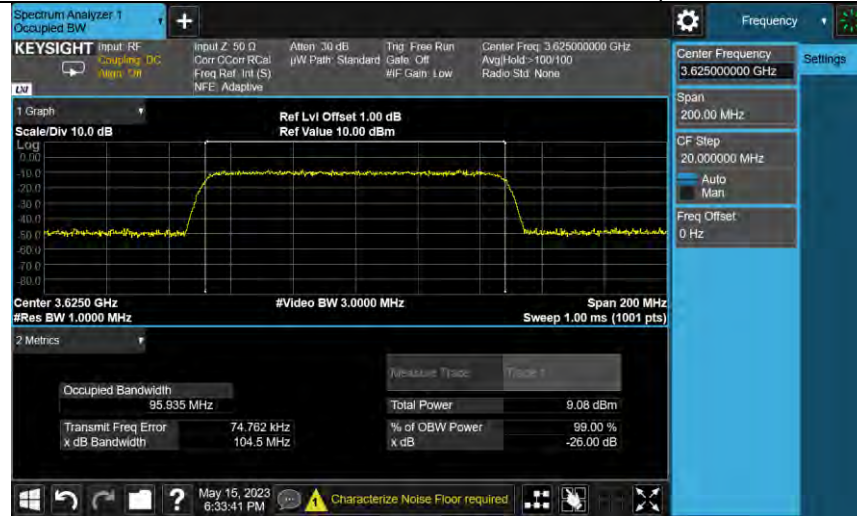 Spectrum Analyzer 1
Occupied BW
Frequency
KEYSIGHT
Input: RF
Coupling: DC
Align: Off
Input Z: 50 Ω
Corr CCorr RCal
Freq Ref: Int (S)
NFE: Adaptive
Atten: 30 dB
µW Path: Standard
Trig: Free Run
Gate: Off
#IF Gain: Low
Center Freq: 3.625000000 GHz
Avg|Hold:>100/100
Radio Std: None
LXI
Center Frequency
3.625000000 GHz
Settings
Span
200.00 MHz
CF Step
20.000000 MHz
Auto
Man
Freq Offset
0 Hz
1 Graph
Scale/Div 10.0 dB
Ref Lvl Offset 1.00 dB
Ref Value 10.00 dBm
Log
0.00
-10.0
-20.0
-30.0
-40.0
-50.0
-60.0
-70.0
-80.0
Center 3.6250 GHz
#Video BW 3.0000 MHz
Span 200 MHz
#Res BW 1.0000 MHz
Sweep 1.00 ms (1001 pts)
2 Metrics
Measure Trace
Trace 1
Occupied Bandwidth
95.935 MHz
Total Power
9.08 dBm
Transmit Freq Error
74.762 kHz
% of OBW Power
99.00 %
x dB Bandwidth
104.5 MHz
x dB
-26.00 dB
?
May 15, 2023
6:33:41 PM
1
Characterize Noise Floor required